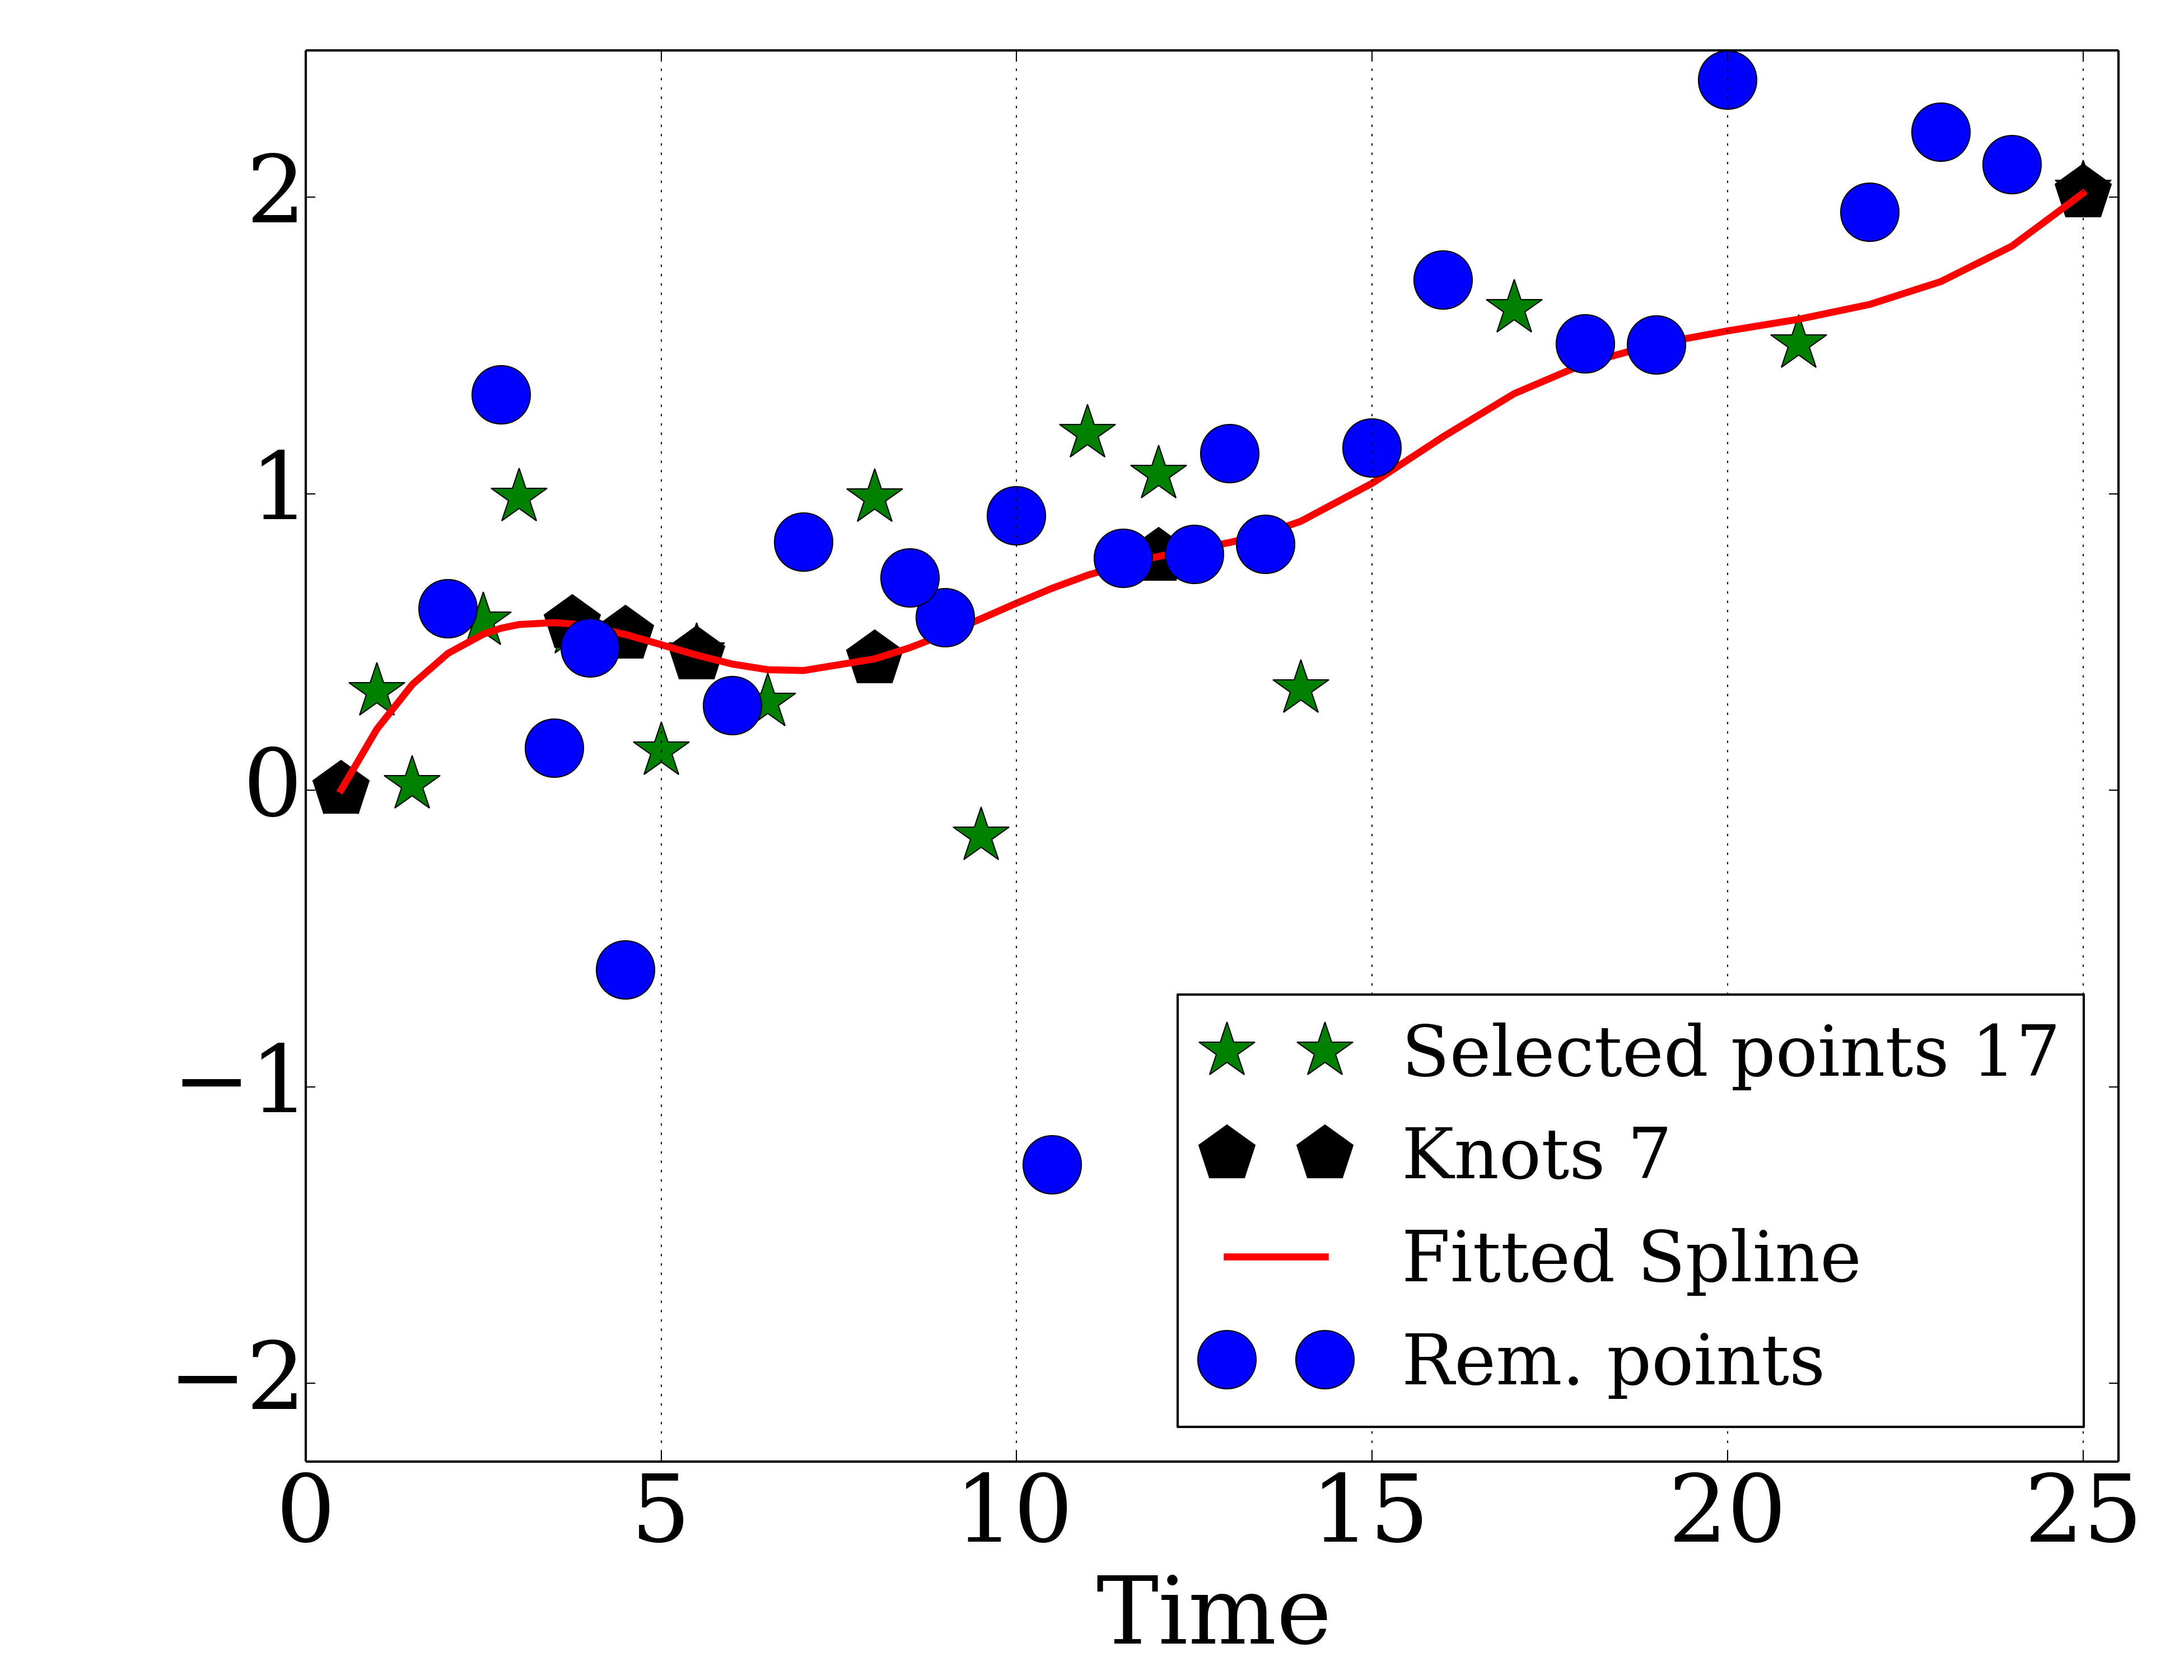 2
1
0
−1
−2
Selected points 17
Knots 7
Fitted Spline
Rem. points
0 5 10 15 20 25
Time